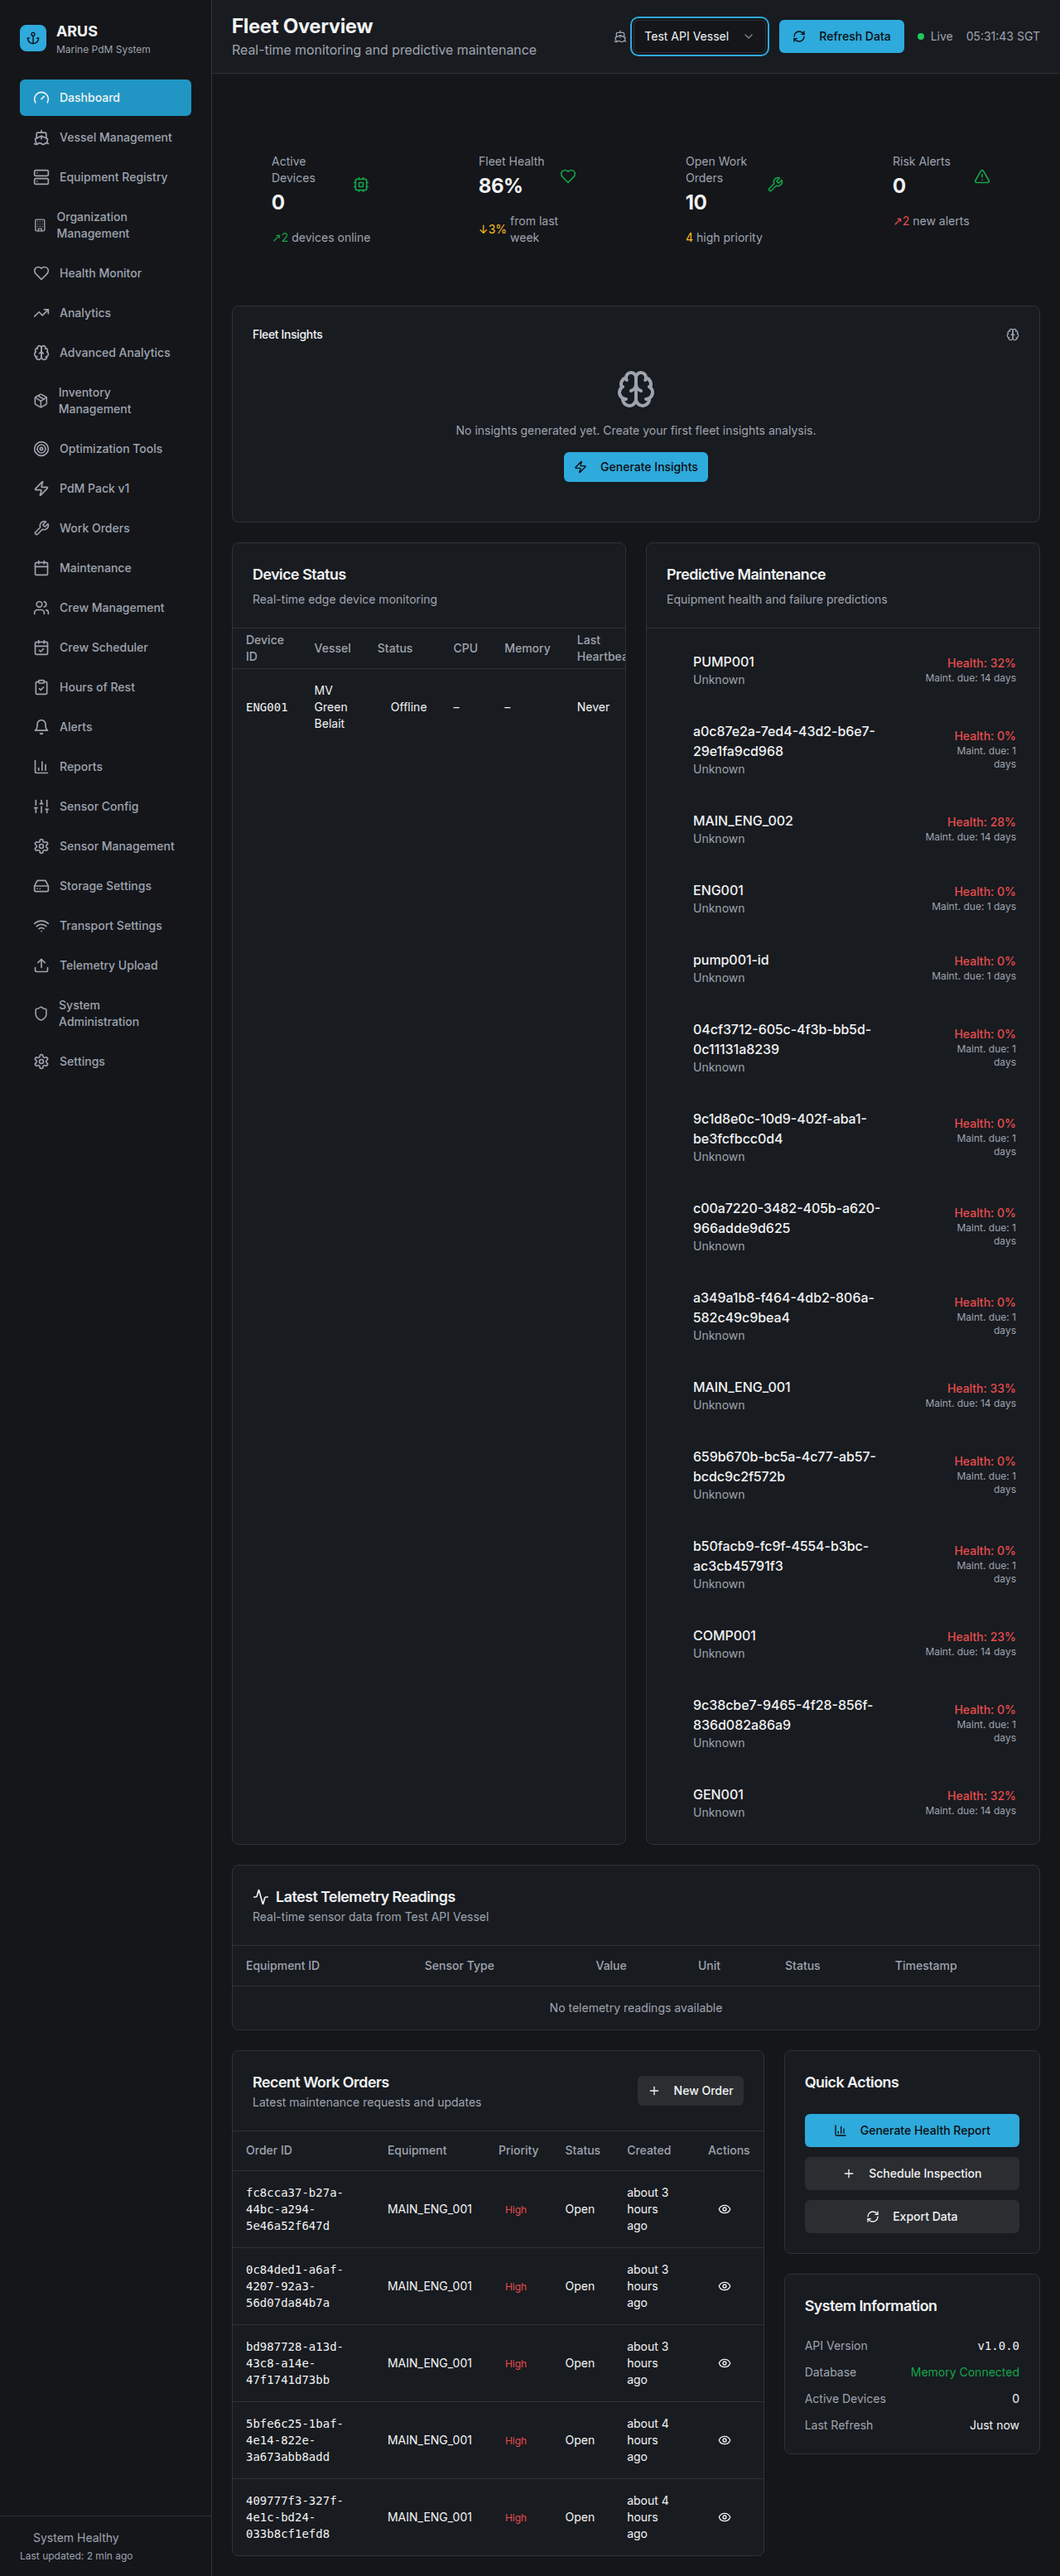 ARUS
Marine PdM System
Dashboard
Vessel Management
Equipment Registry
Organization
Management
Health Monitor
Analytics
Advanced Analytics
Inventory
Management
Optimization Tools
PdM Pack v1
Work Orders
Maintenance
Crew Management
Crew Scheduler
Hours of Rest
Alerts
Reports
Sensor Config
Sensor Management
Storage Settings
Transport Settings
Telemetry Upload
System
Administration
Settings
System Healthy
Last updated: 2 min ago
Fleet Overview
Real-time monitoring and predictive maintenance
Test API Vessel
Refresh Data
Live
05:31:43 SGT
Active
Devices
0
↗2 devices online
Fleet Health
86%
↓3% from last
week
Open Work
Orders
10
4 high priority
Risk Alerts
0
↗2 new alerts
Fleet Insights
No insights generated yet. Create your first fleet insights analysis.
Generate Insights
Device Status
Real-time edge device monitoring
Device
ID
Vessel
Status
CPU
Memory
Last
Heartbea
ENG001
MV
Green
Belait
Offline
–
–
Never
Predictive Maintenance
Equipment health and failure predictions
PUMP001
Unknown
Health: 32%
Maint. due: 14 days
a0c87e2a-7ed4-43d2-b6e7-
29e1fa9cd968
Unknown
Health: 0%
Maint. due: 1
days
MAIN_ENG_002
Unknown
Health: 28%
Maint. due: 14 days
ENG001
Unknown
Health: 0%
Maint. due: 1 days
pump001-id
Unknown
Health: 0%
Maint. due: 1 days
04cf3712-605c-4f3b-bb5d-
0c11131a8239
Unknown
Health: 0%
Maint. due: 1
days
9c1d8e0c-10d9-402f-aba1-
be3fcfbcc0d4
Unknown
Health: 0%
Maint. due: 1
days
c00a7220-3482-405b-a620-
966adde9d625
Unknown
Health: 0%
Maint. due: 1
days
a349a1b8-f464-4db2-806a-
582c49c9bea4
Unknown
Health: 0%
Maint. due: 1
days
MAIN_ENG_001
Unknown
Health: 33%
Maint. due: 14 days
659b670b-bc5a-4c77-ab57-
bcdc9c2f572b
Unknown
Health: 0%
Maint. due: 1
days
b50facb9-fc9f-4554-b3bc-
ac3cb45791f3
Unknown
Health: 0%
Maint. due: 1
days
COMP001
Unknown
Health: 23%
Maint. due: 14 days
9c38cbe7-9465-4f28-856f-
836d082a86a9
Unknown
Health: 0%
Maint. due: 1
days
GEN001
Unknown
Health: 32%
Maint. due: 14 days
Latest Telemetry Readings
Real-time sensor data from Test API Vessel
Equipment ID
Sensor Type
Value
Unit
Status
Timestamp
No telemetry readings available
Recent Work Orders
Latest maintenance requests and updates
New Order
Order ID
Equipment
Priority
Status
Created
Actions
fc8cca37-b27a-
44bc-a294-
5e46a52f647d
MAIN_ENG_001
High
Open
about 3
hours
ago
0c84ded1-a6af-
4207-92a3-
56d07da84b7a
MAIN_ENG_001
High
Open
about 3
hours
ago
bd987728-a13d-
43c8-a14e-
47f1741d73bb
MAIN_ENG_001
High
Open
about 3
hours
ago
5bfe6c25-1baf-
4e14-822e-
3a673abb8add
MAIN_ENG_001
High
Open
about 4
hours
ago
409777f3-327f-
4e1c-bd24-
033b8cf1efd8
MAIN_ENG_001
High
Open
about 4
hours
ago
Quick Actions
Generate Health Report
Schedule Inspection
Export Data
System Information
API Version
v1.0.0
Database
Memory Connected
Active Devices
0
Last Refresh
Just now